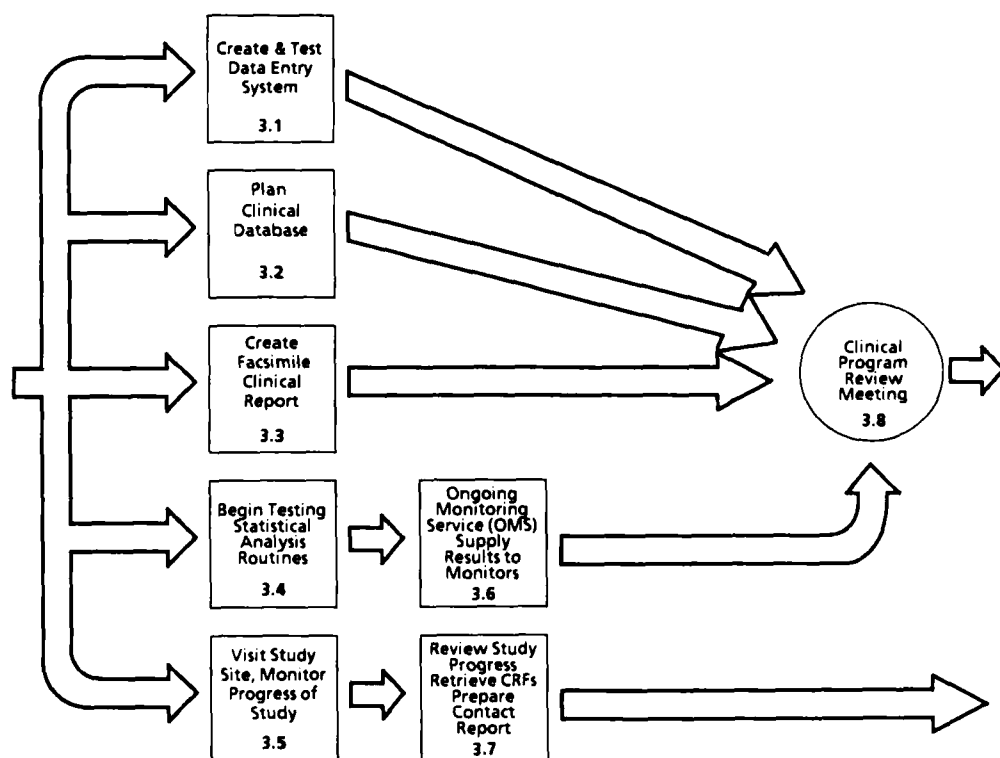 Create & Test
Data Entry
System
3.1
Plan
Clinical
Database
3.2
Create
Facsimile
Clinical
Report
3.3
Clinical
Program
Review
Meeting
3.8
Begin Testing
Statistical
Analysis
Routines
3.4
Ongoing
Monitoring
Service (OMS)
Supply
Results to
Monitors
3.6
Visit Study
Site, Monitor
Progress of
Study
3.5
Review Study
Progress
Retrieve CRFs
Prepare
Contact
Report
3.7